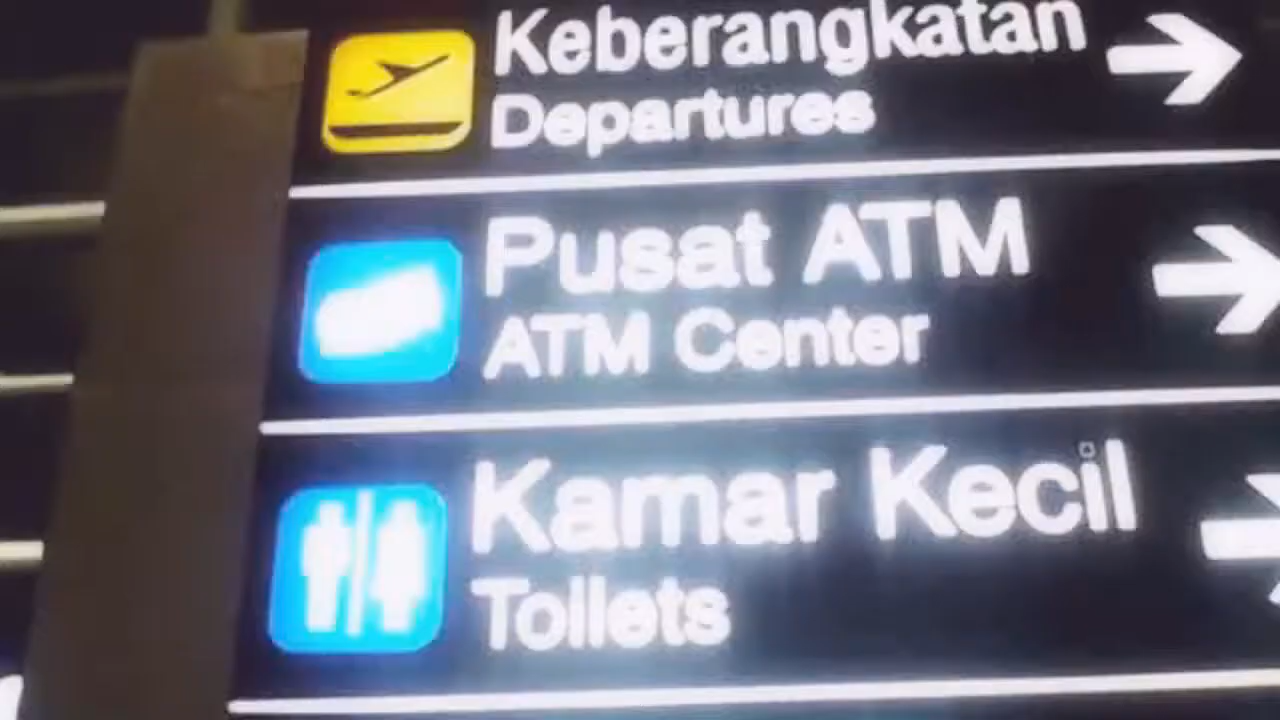 Keberangkatan
Departures
Pusat ATM
ATM Center
Kamar Kecil
Toilets